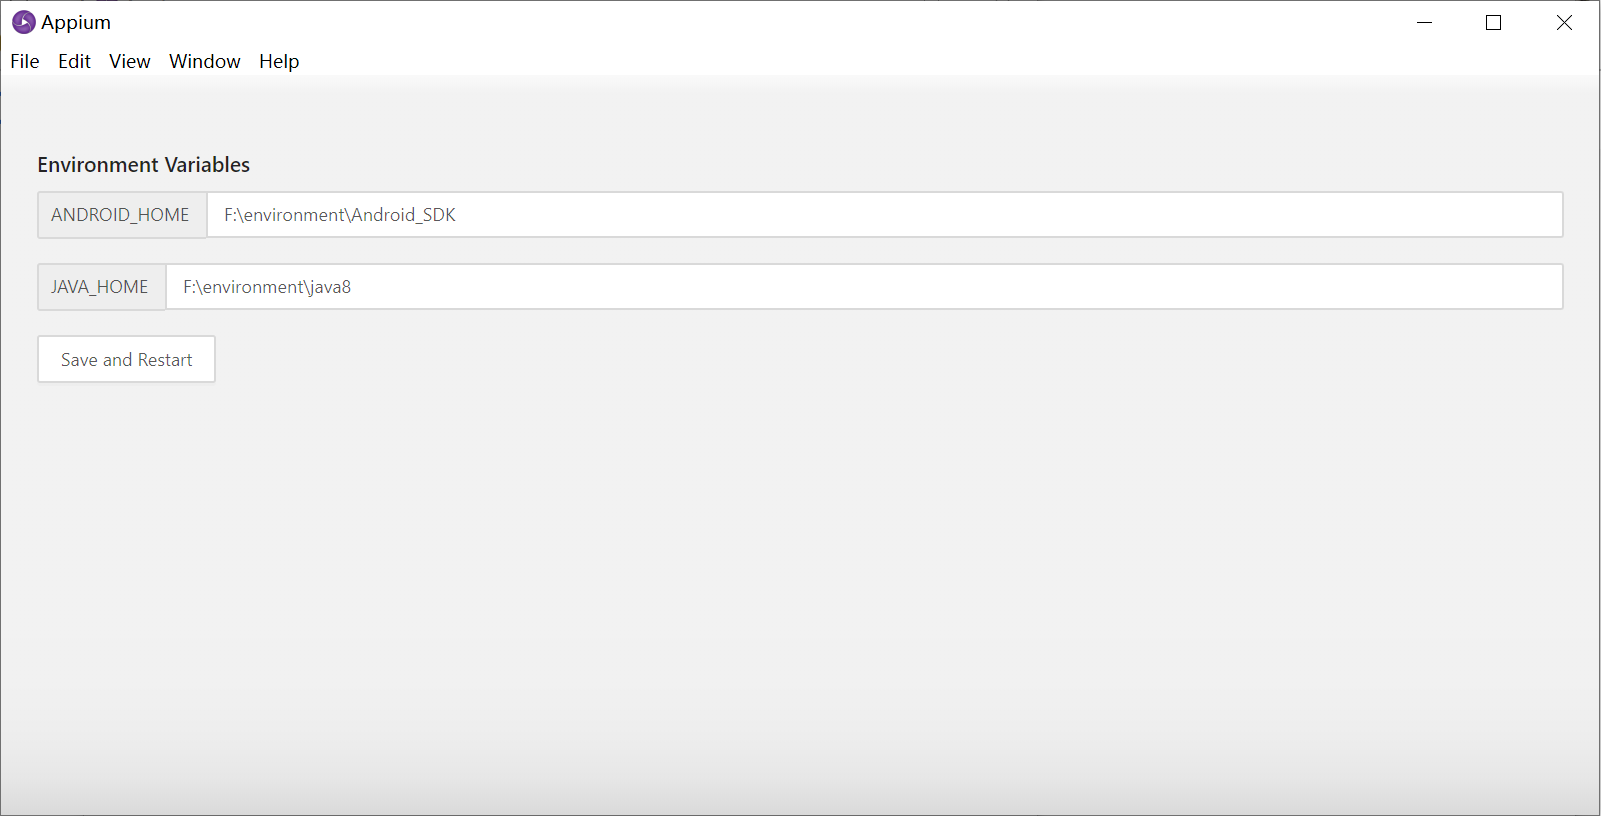 Appium
File Edit View Window Help
Environment Variables
ANDROID_HOME F:\environment\Android_SDK
JAVA_HOME F:\environment\java8
Save and Restart